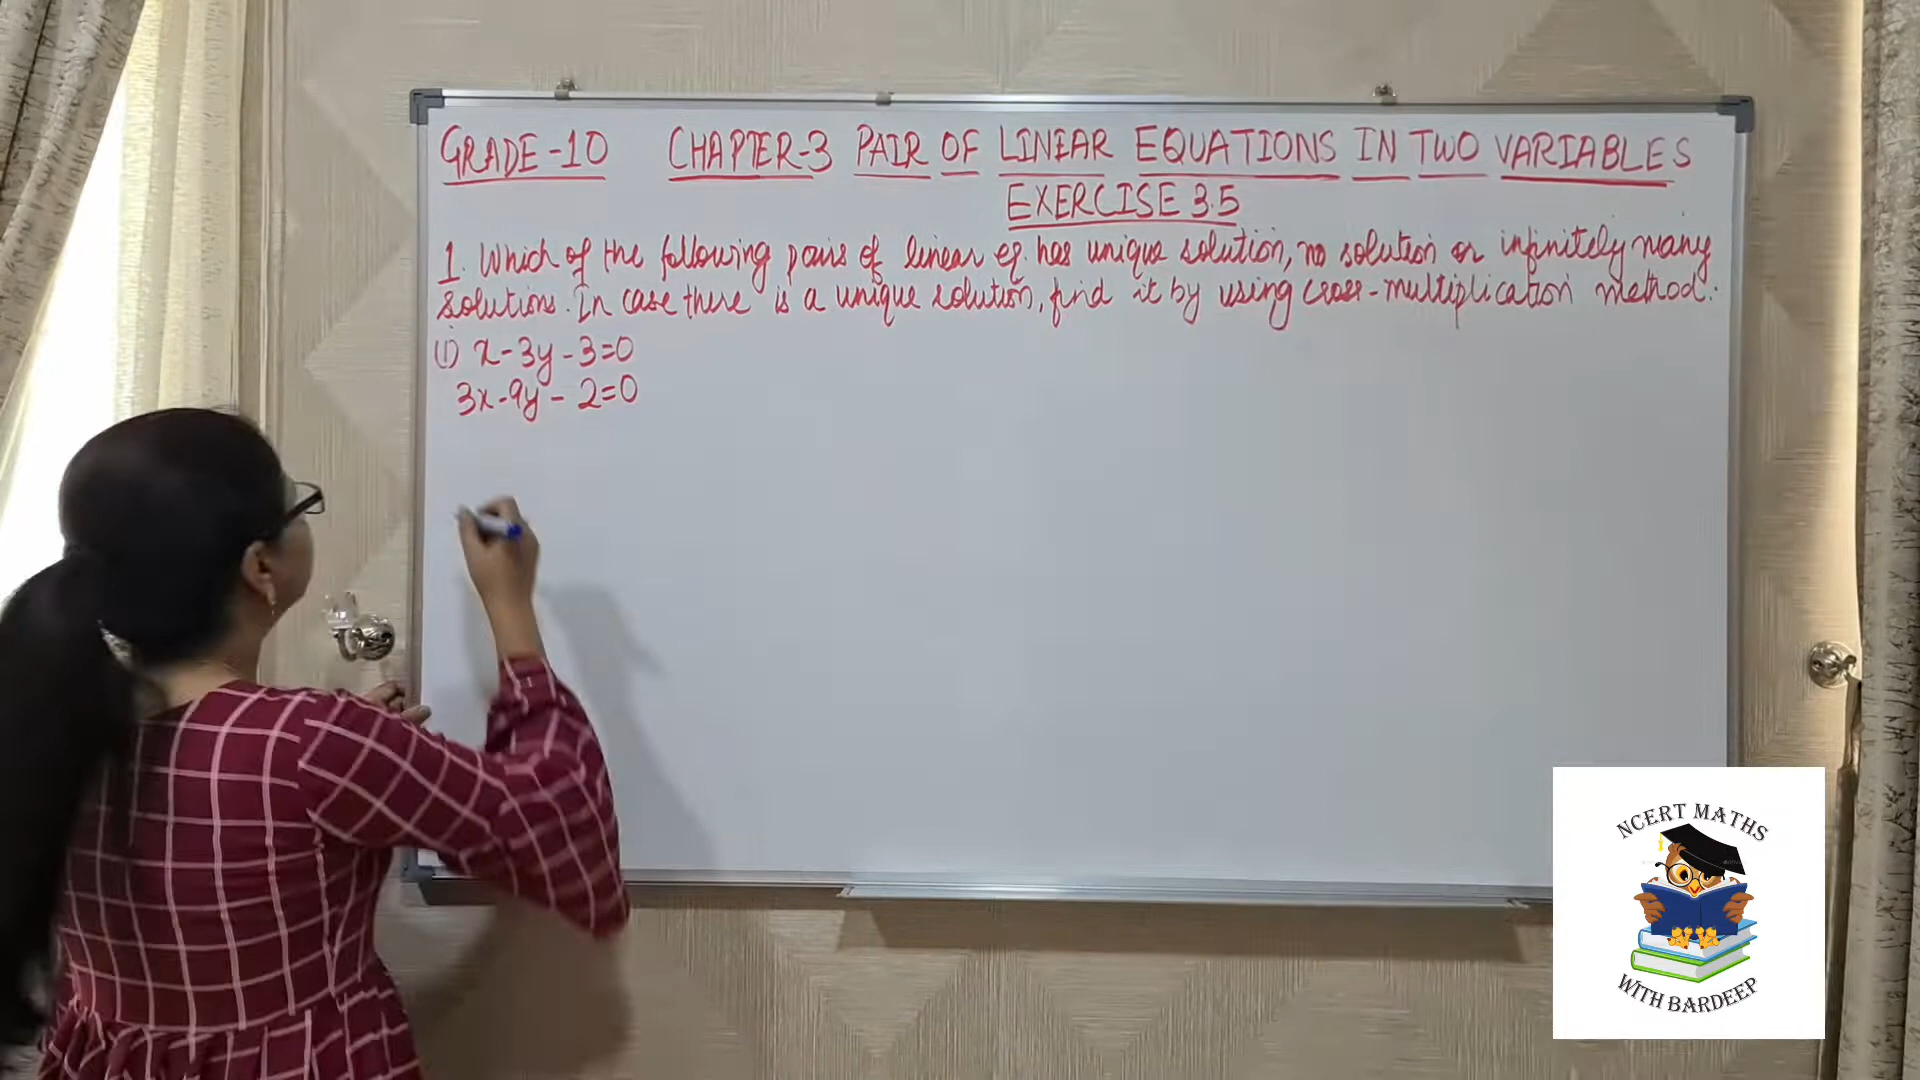 GRADE-10 CHAPTER-3 PAIR OF LINEAR EQUATIONS IN TWO VARIABLES
EXERCISE 3.5
1. Which of the following pairs of linear eq. has unique solution, no solution or infinitely many
solutions. In case there is a unique solution, find it by using cross-multiplication method.
(i) x-3y-3=0
3x-9y-2=0
NCERT MATHS
WITH BARDEEP